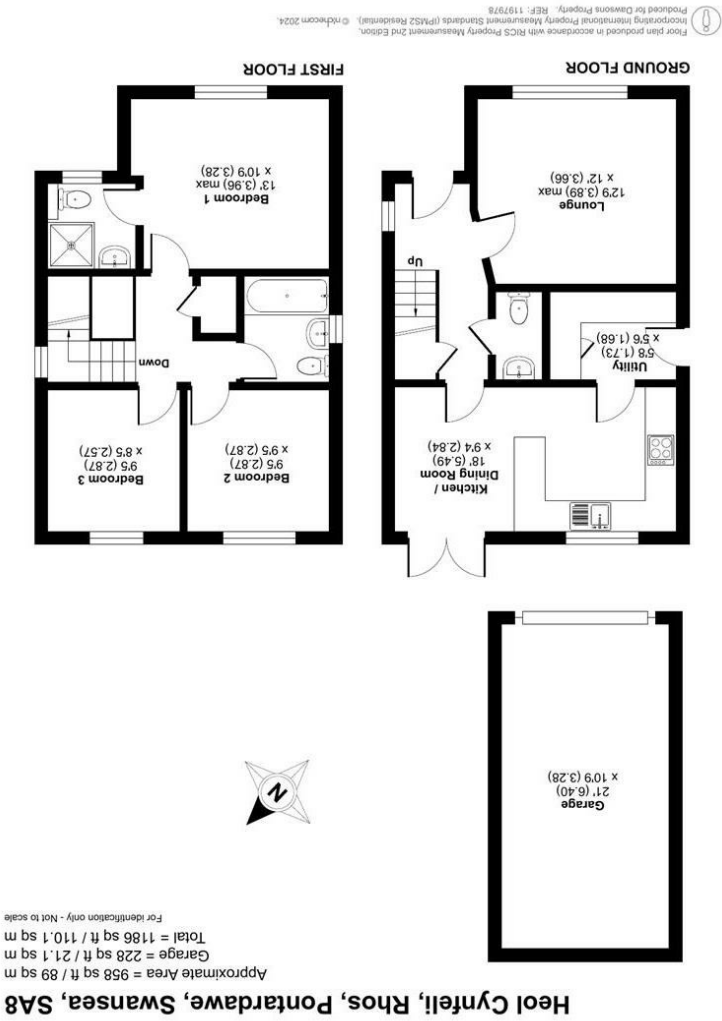 Heol Cynfeli, Rhos, Pontardawe, Swansea, SA8
Approximate Area = 958 sq ft / 89 sq m
Garage = 228 sq ft / 21.1 sq m
Total = 1186 sq ft / 110.1 sq m
For identification only - Not to scale
N
Garage
21' (6.40)
x 10'9 (3.28)
Kitchen /
Dining Room
18' (5.49)
x 9'4 (2.84)
Utility
5'8 (1.73)
x 5'6 (1.68)
Up
Lounge
12'9 (3.89) max
x 12' (3.66)
GROUND FLOOR
Bedroom 3
9'5 (2.87)
x 8'5 (2.57)
Bedroom 2
9'5 (2.87)
x 9'5 (2.87)
Down
Bedroom 1
13' (3.96) max
x 10'9 (3.28)
FIRST FLOOR
Floor plan produced in accordance with RICS Property Measurement 2nd Edition.
Incorporating International Property Measurement Standards (IPMS2 Residential). © nichecom 2024.
Produced for Dawsons Property. REF: 1197978